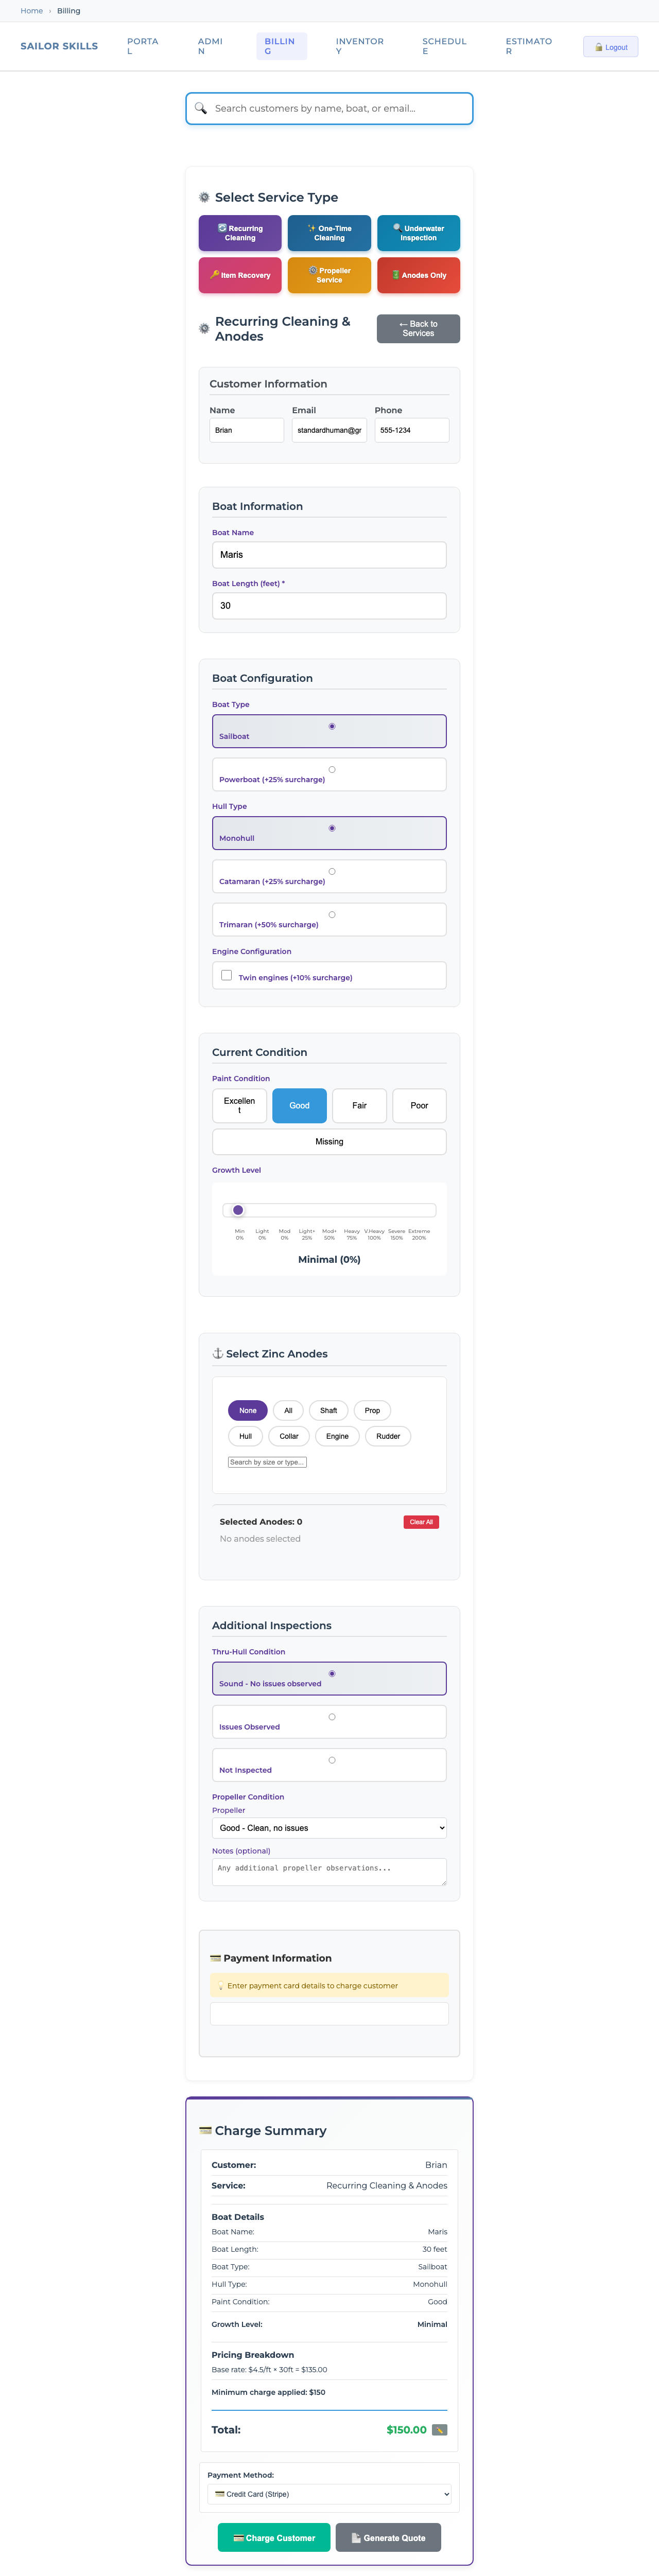 Home › Billing
SAILOR SKILLS
PORTA
L
ADMI
N
BILLIN
G
INVENTOR
Y
SCHEDUL
E
ESTIMATO
R
Logout
Search customers by name, boat, or email...
Select Service Type
Recurring
Cleaning
One-Time
Cleaning
Underwater
Inspection
Item Recovery
Propeller
Service
Anodes Only
Recurring Cleaning &
Anodes
← Back to
Services
Customer Information
Name Email Phone
Brian standardhuman@gr 555-1234
Boat Information
Boat Name
Maris
Boat Length (feet) *
30
Boat Configuration
Boat Type
Sailboat
Powerboat (+25% surcharge)
Hull Type
Monohull
Catamaran (+25% surcharge)
Trimaran (+50% surcharge)
Engine Configuration
Twin engines (+10% surcharge)
Current Condition
Paint Condition
Excellen
t
Good Fair Poor
Missing
Growth Level
Min Light Mod Light+ Mod+ Heavy V.Heavy Severe Extreme
0% 0% 0% 25% 50% 75% 100% 150% 200%
Minimal (0%)
Select Zinc Anodes
None All Shaft Prop
Hull Collar Engine Rudder
Search by size or type...
Selected Anodes: 0 Clear All
No anodes selected
Additional Inspections
Thru-Hull Condition
Sound - No issues observed
Issues Observed
Not Inspected
Propeller Condition
Propeller
Good - Clean, no issues
Notes (optional)
Any additional propeller observations...
Payment Information
Enter payment card details to charge customer
Charge Summary
Customer: Brian
Service: Recurring Cleaning & Anodes
Boat Details
Boat Name: Maris
Boat Length: 30 feet
Boat Type: Sailboat
Hull Type: Monohull
Paint Condition: Good
Growth Level: Minimal
Pricing Breakdown
Base rate: $4.5/ft × 30ft = $135.00
Minimum charge applied: $150
Total: $150.00
Payment Method:
Credit Card (Stripe)
Charge Customer Generate Quote